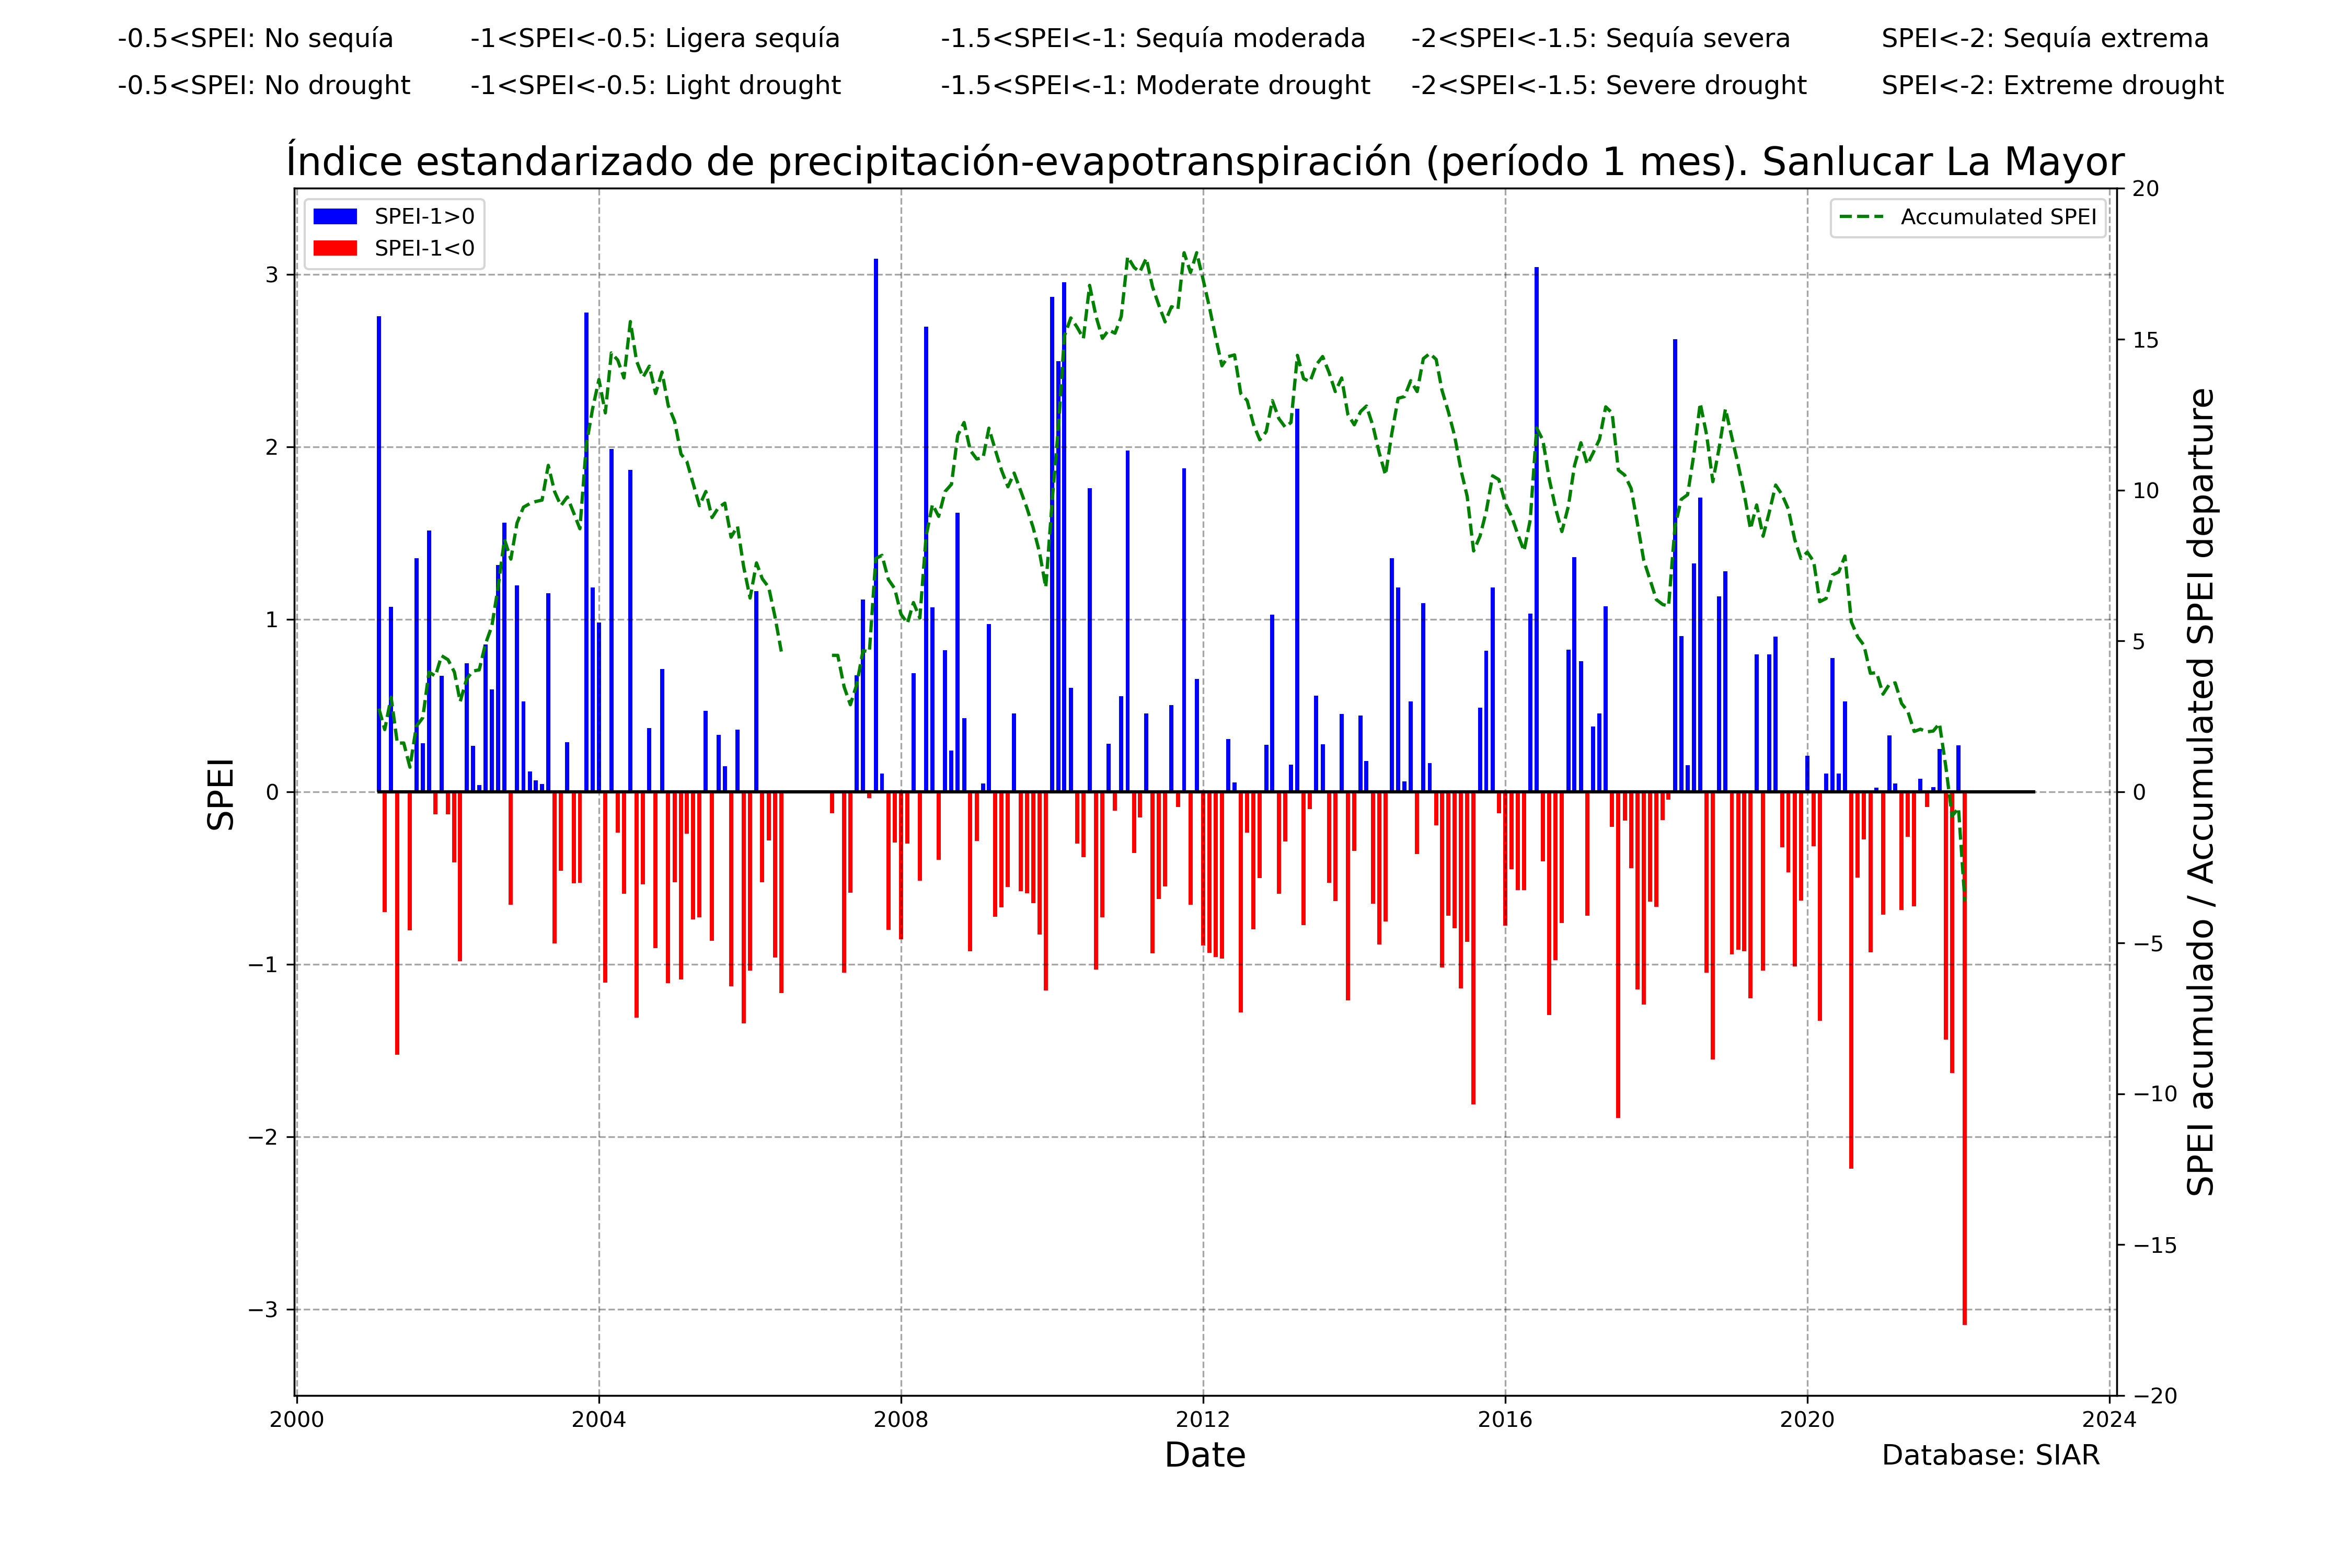 -0.5<SPEI: No sequía -1<SPEI<-0.5: Ligera sequía -1.5<SPEI<-1: Sequía moderada -2<SPEI<-1.5: Sequía severa SPEI<-2: Sequía extrema
-0.5<SPEI: No drought -1<SPEI<-0.5: Light drought -1.5<SPEI<-1: Moderate drought -2<SPEI<-1.5: Severe drought SPEI<-2: Extreme drought
Índice estandarizado de precipitación-evapotranspiración (período 1 mes). Sanlucar La Mayor
SPEI-1>0
SPEI-1<0
Accumulated SPEI
SPEI
3
2
1
0
−1
−2
−3
20
15
10
5
0
−5
−10
−15
−20
SPEI acumulado / Accumulated SPEI departure
2000 2004 2008 2012 2016 2020 2024
Date
Database: SIAR